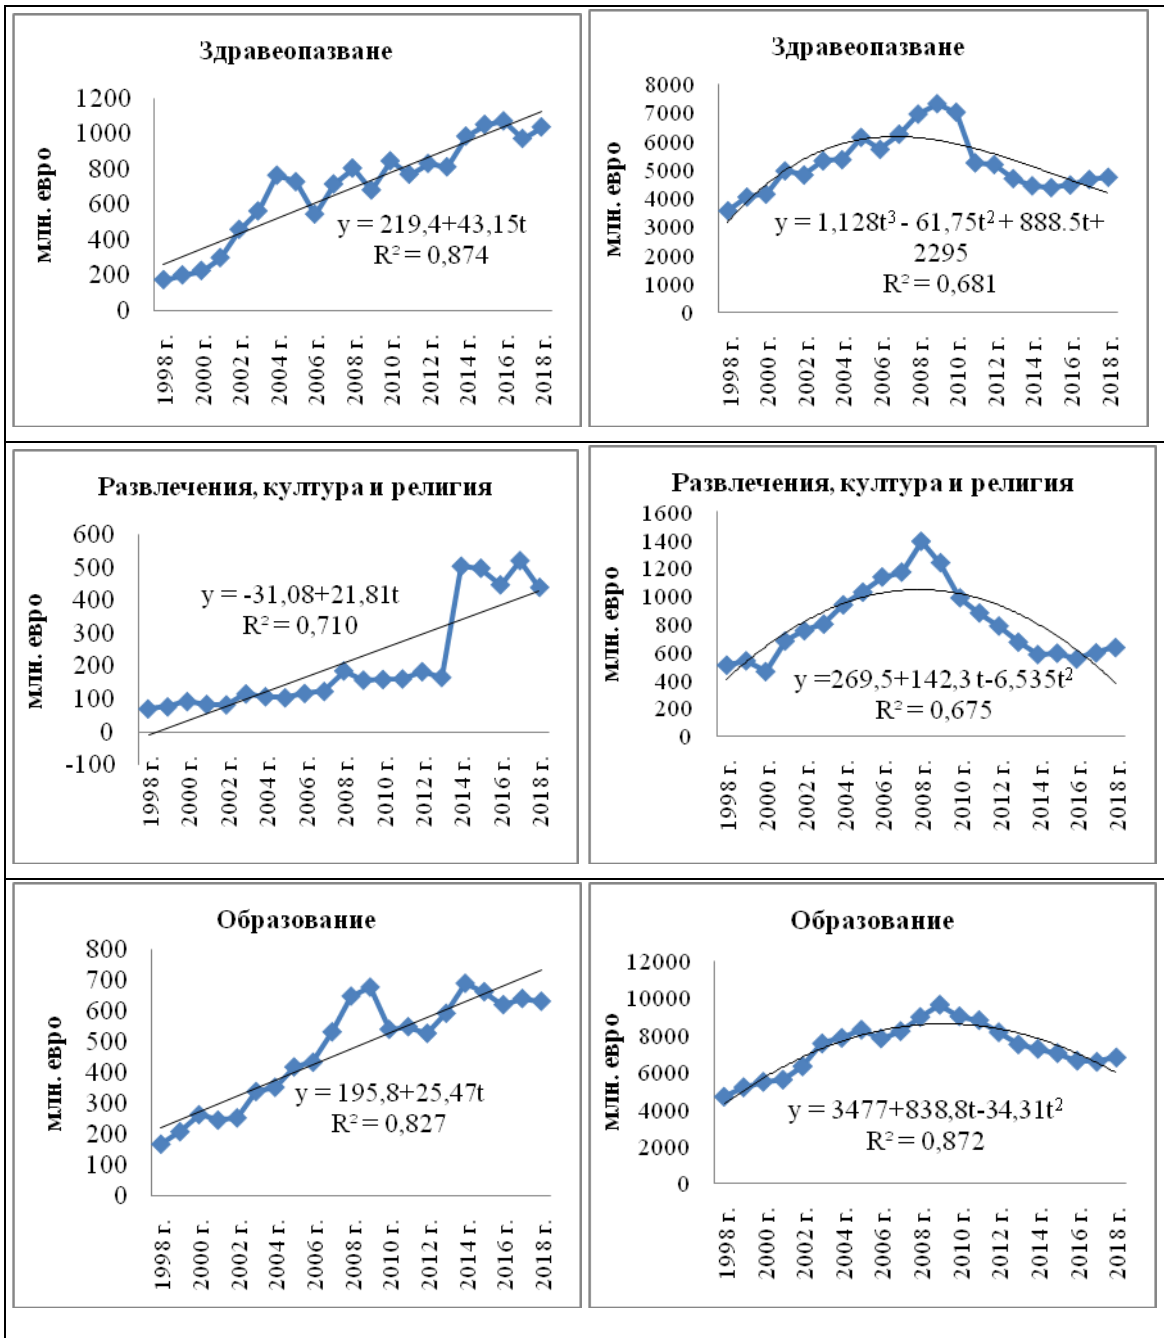 Здравеопазване
млн. евро
1200
1000
800
600
400
200
0
y = 219,4+43,15t
R² = 0,874
1998 г.
2000 г.
2002 г.
2004 г.
2006 г.
2008 г.
2010 г.
2012 г.
2014 г.
2016 г.
2018 г.
Здравеопазване
млн. евро
8000
7000
6000
5000
4000
3000
2000
1000
0
y = 1,128t³ - 61,75t² + 888.5t+
2295
R² = 0,681
1998 г.
2000 г.
2002 г.
2004 г.
2006 г.
2008 г.
2010 г.
2012 г.
2014 г.
2016 г.
2018 г.
Развлечения, култура и религия
млн. евро
600
500
400
300
200
100
0
-100
y = -31,08+21,81t
R² = 0,710
1998 г.
2000 г.
2002 г.
2004 г.
2006 г.
2008 г.
2010 г.
2012 г.
2014 г.
2016 г.
2018 г.
Развлечения, култура и религия
млн. евро
1600
1400
1200
1000
800
600
400
200
0
y =269,5+142,3t-6,535t²
R² = 0,675
1998 г.
2000 г.
2002 г.
2004 г.
2006 г.
2008 г.
2010 г.
2012 г.
2014 г.
2016 г.
2018 г.
Образование
млн. евро
800
700
600
500
400
300
200
100
0
y = 195,8+25,47t
R² = 0,827
1998 г.
2000 г.
2002 г.
2004 г.
2006 г.
2008 г.
2010 г.
2012 г.
2014 г.
2016 г.
2018 г.
Образование
млн. евро
12000
10000
8000
6000
4000
2000
0
y = 3477+838,8t-34,31t²
R² = 0,872
1998 г.
2000 г.
2002 г.
2004 г.
2006 г.
2008 г.
2010 г.
2012 г.
2014 г.
2016 г.
2018 г.